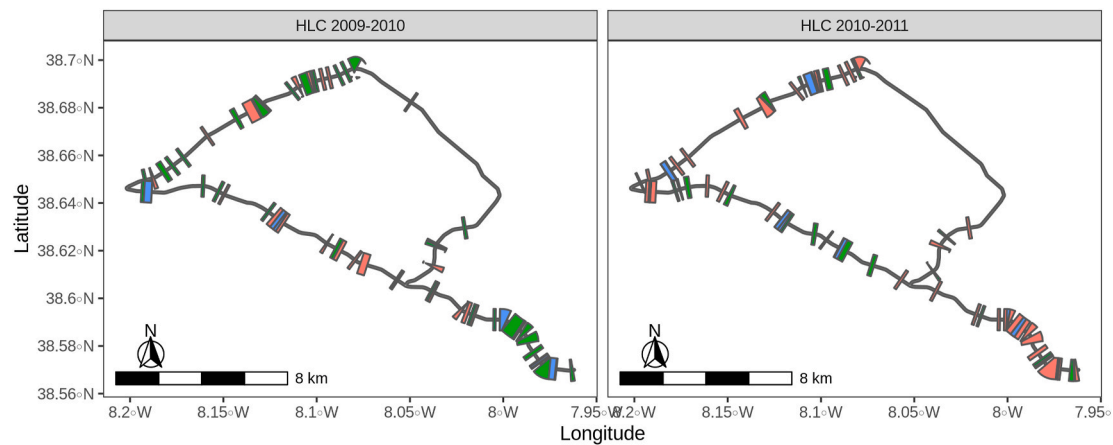 HLC 2009-2010 HLC 2010-2011
38.7◦N
38.68◦N
38.66◦N
38.64◦N
38.62◦N
38.6◦N
38.58◦N
38.56◦N
Latitude
N N
8 km 8 km
8.2◦W 8.15◦W 8.1◦W 8.05◦W 8◦W 7.95◦W 8.2◦W 8.15◦W 8.1◦W 8.05◦W 8◦W 7.95◦
Longitude